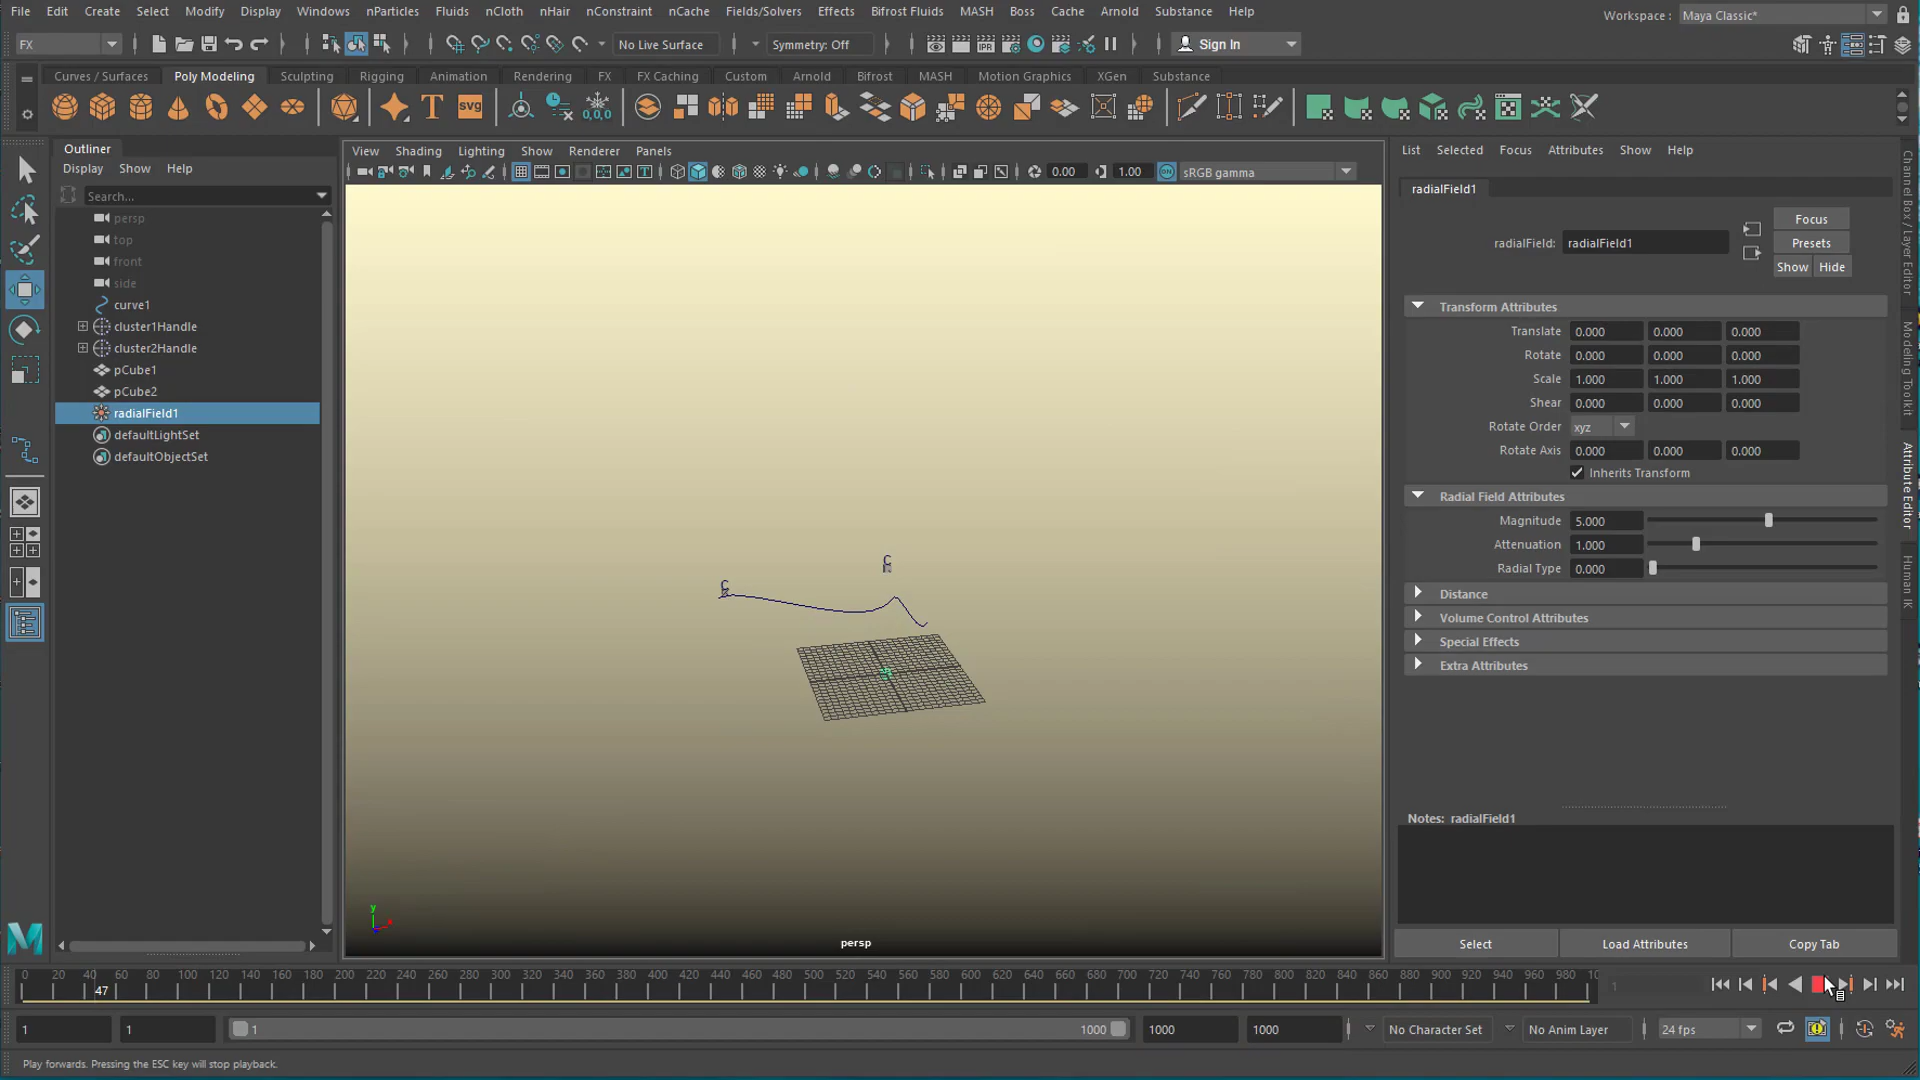 File Edit Create Select Modify Display Windows nParticles Fluids nCloth nHair nConstraint nCache Fields/Solvers Effects Bifrost Fluids MASH Boss Cache Arnold Substance Help
Workspace : Maya Classic*
FX No Live Surface Symmetry: Off Sign In
Curves / Surfaces Poly Modeling Sculpting Rigging Animation Rendering FX FX Caching Custom Arnold Bifrost MASH Motion Graphics XGen Substance
IPR
T svg 0,0,0
Outliner
Display Show Help
Search...
persp
top
front
side
curve1
cluster1Handle
cluster2Handle
pCube1
pCube2
radialField1
defaultLightSet
defaultObjectSet
View Shading Lighting Renderer Panels
0.00 1.00 ON sRGB gamma
C
C
y
persp
List Selected Focus Attributes Show Help
radialField1
radialField: radialField1
Focus
Presets
Show Hide
Transform Attributes
Translate 0.000 0.000 0.000
Rotate 0.000 0.000 0.000
Scale 1.000 1.000 1.000
Shear 0.000 0.000 0.000
Rotate Order xyz
Rotate Axis 0.000 0.000 0.000
Inherits Transform
Radial Field Attributes
Magnitude 5.000
Attenuation 1.000
Radial Type 0.000
Distance
Volume Control Attributes
Special Effects
Extra Attributes
Notes: radialField1
Select Load Attributes Copy Tab
Channel Box / Layer Editor
Modeling Toolkit
Attribute Editor
Human IK
0 20 40 60 80 100 120 140 160 180 200 220 240 260 280 300 320 340 360 380 400 420 440 460 480 500 520 540 560 580 600 620 640 660 680 700 720 740 760 780 800 820 840 860 880 900 920 940 960 980 10
47
1
1 1 1 1000 1000 1000 No Character Set No Anim Layer 24 fps
Play forwards. Pressing the ESC key will stop playback.